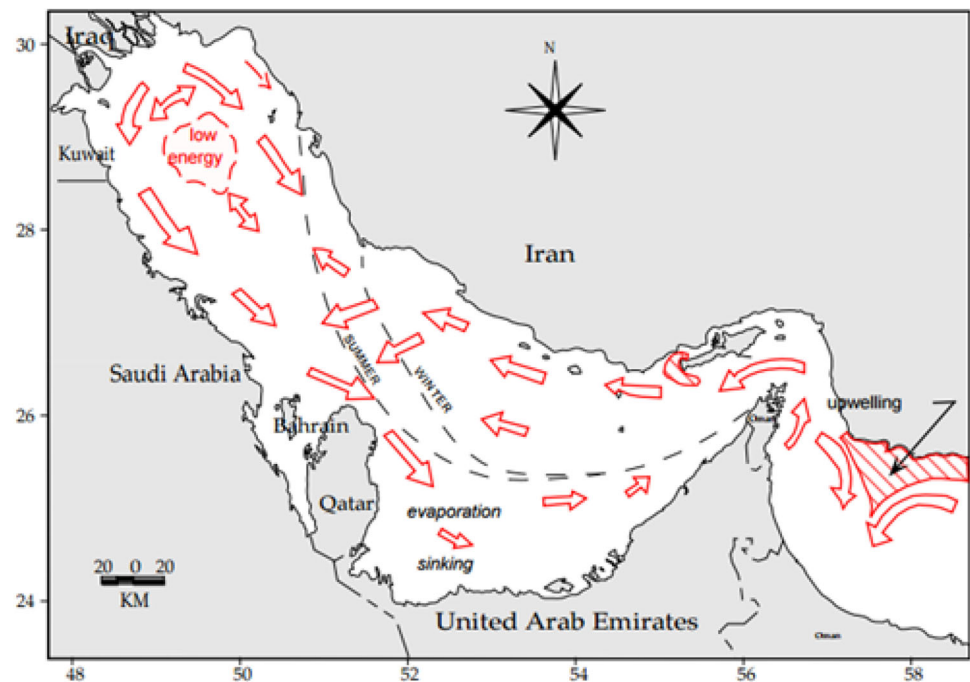 30
28
26
24
48
50
52
54
56
58
Iraq
N
low
energy
Kuwait
Iran
SUMMER
WINTER
Saudi Arabia
upwelling
Bahrain
Oman
Qatar
evaporation
sinking
20 0 20
KM
United Arab Emirates
Oman